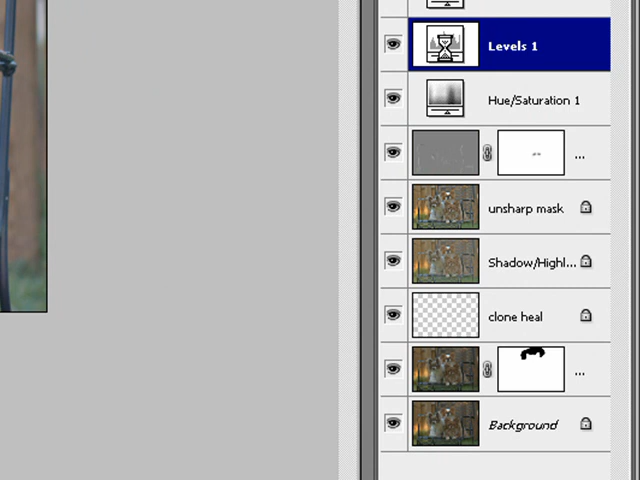 Levels 1
Hue/Saturation 1
...
unsharp mask
Shadow/Highl...
clone heal
...
Background